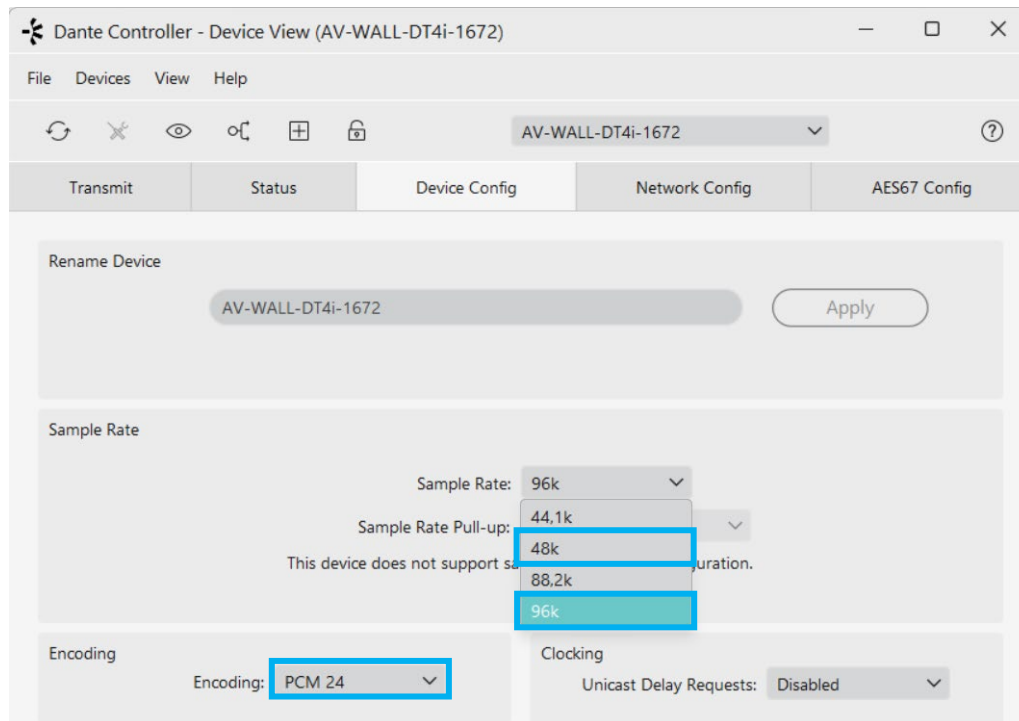 Dante Controller - Device View (AV-WALL-DT4i-1672)
File Devices View Help
AV-WALL-DT4i-1672
Transmit Status Device Config Network Config AES67 Config
Rename Device
AV-WALL-DT4i-1672 Apply
Sample Rate
Sample Rate: 96k
44,1k
Sample Rate Pull-up:
48k
This device does not support
88,2k
96k
Encoding
Encoding: PCM 24
Clocking
Unicast Delay Requests: Disabled